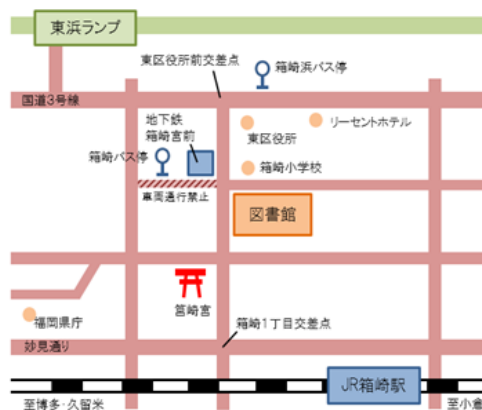 東浜ランプ
東区役所前交差点
箱崎浜バス停
国道3号線
地下鉄
箱崎宮前
リーセントホテル
東区役所
箱崎バス停
箱崎小学校
車両通行禁止
図書館
筥崎宮
福岡県庁
箱崎1丁目交差点
妙見通り
JR箱崎駅
至博多・久留米
至小倉